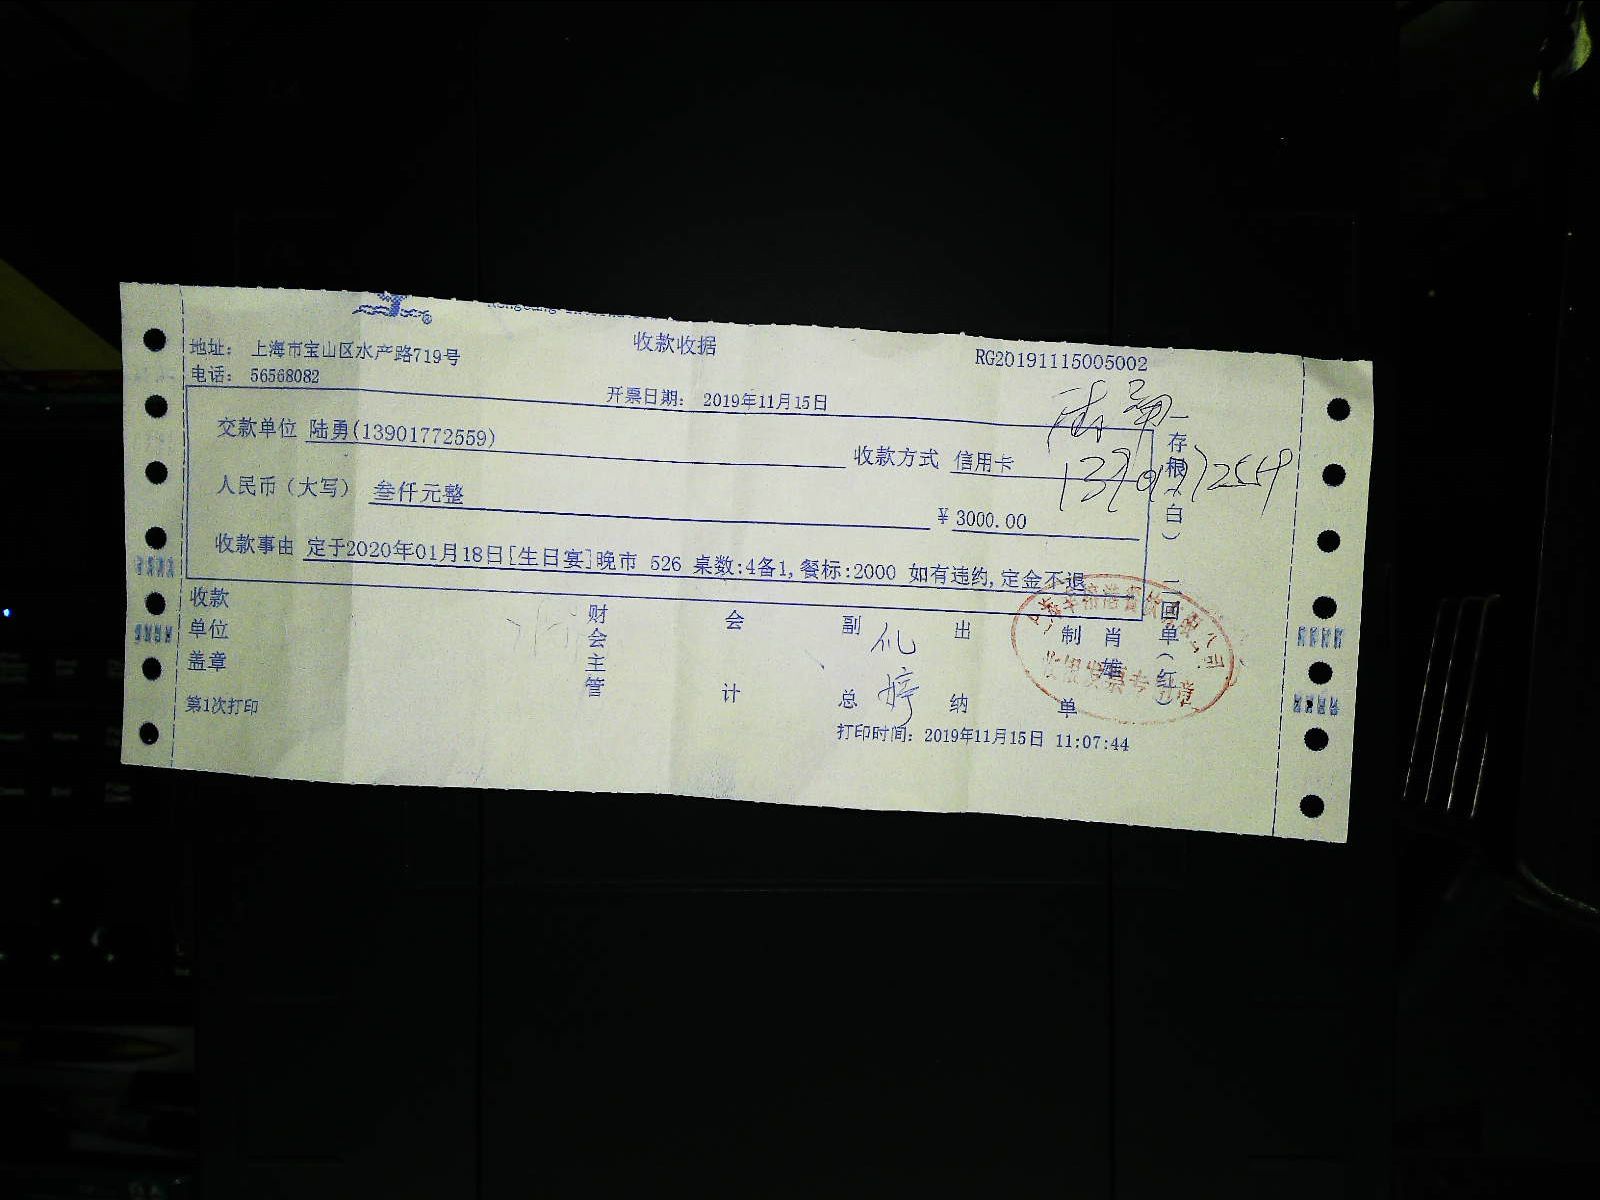 收款收据
地址： 上海市宝山区水产路719号
RG20191115005002
电话： 56568082
开票日期： 2019年11月15日
交款单位 陆勇(13901772559)
收款方式 信用卡
13901772559
人民币（大写） 叁仟元整
￥3000.00
收款事由 定于2020年01月18日[生日宴]晚市 526 桌数:4备1,餐标:2000 如有违约,定金不退
一存根(白) 二回单(红)
收款
单位
盖章
财会主管
会计
副总
出纳
制单
肖雄
第1次打印
打印时间： 2019年11月15日 11:07:44